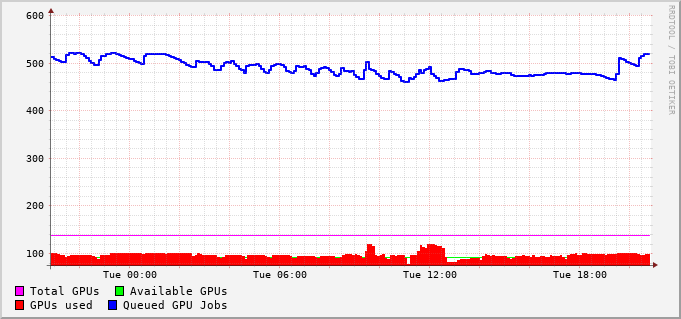 600
500
400
300
200
100
Tue 00:00 Tue 06:00 Tue 12:00 Tue 18:00
Total GPUs Available GPUs
GPUs used Queued GPU Jobs
RRDTOOL / TOBI OETIKER